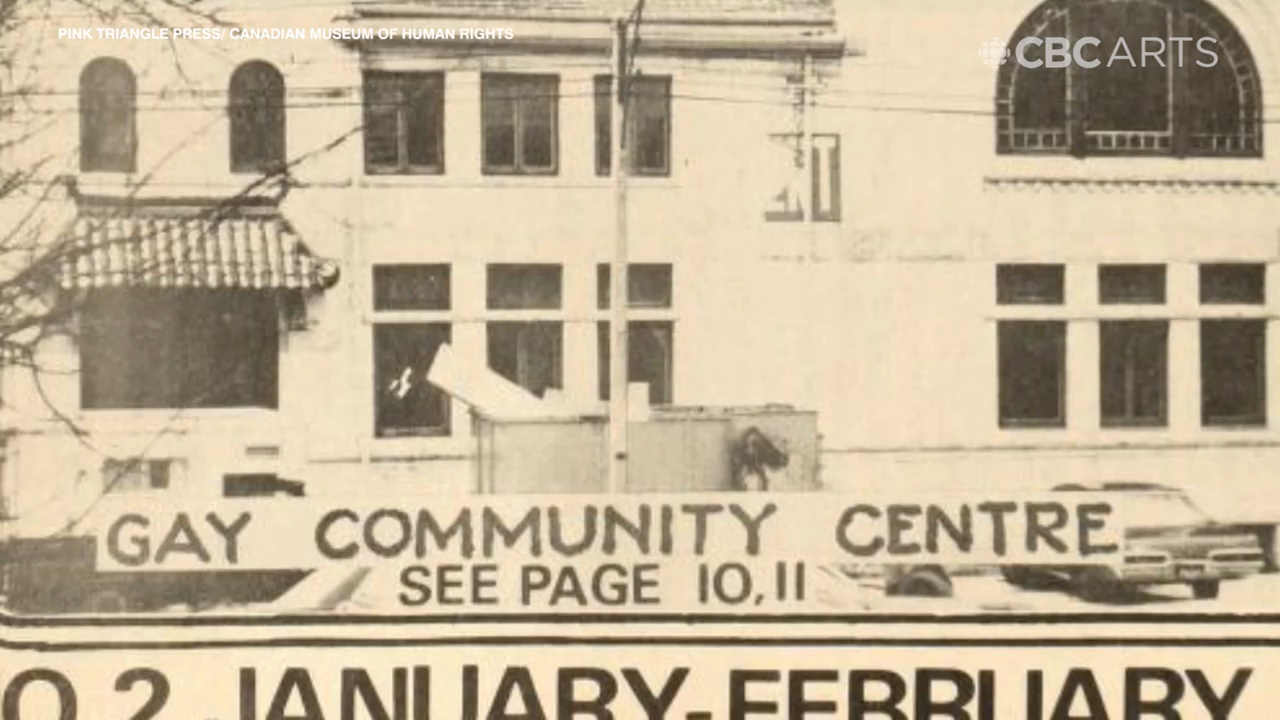 PINK TRIANGLE PRESS/ CANADIAN MUSEUM OF HUMAN RIGHTS
CBC ARTS
GAY COMMUNITY CENTRE
SEE PAGE 10,11
O 2 JANUARY-FEBRUARY